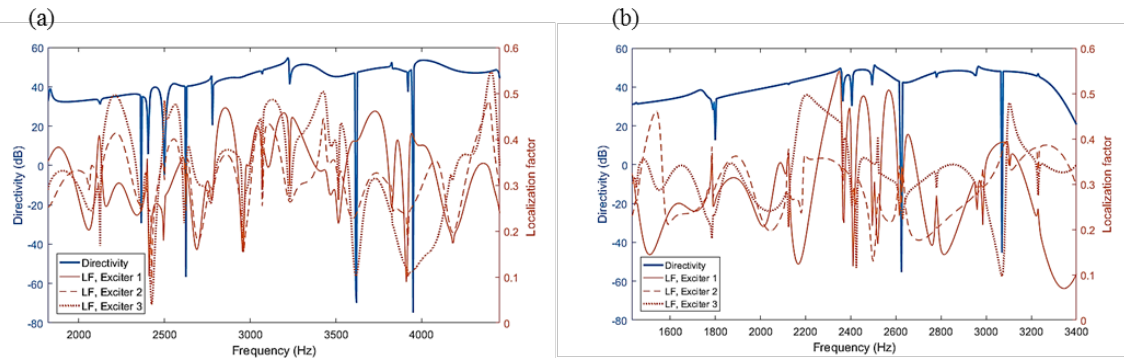 (a)
60
40
20
0
-20
-40
-60
-80
Directivity (dB)
0.6
0.5
0.4
0.3
0.2
0.1
0
Localization factor
2000 2500 3000 3500 4000
Frequency (Hz)
Directivity
LF, Exciter 1
LF, Exciter 2
LF, Exciter 3
(b)
60
40
20
0
-20
-40
-60
-80
Directivity (dB)
0.6
0.5
0.4
0.3
0.2
0.1
0
Localization factor
1600 1800 2000 2200 2400 2600 2800 3000 3200 3400
Frequency (Hz)
Directivity
LF, Exciter 1
LF, Exciter 2
LF, Exciter 3